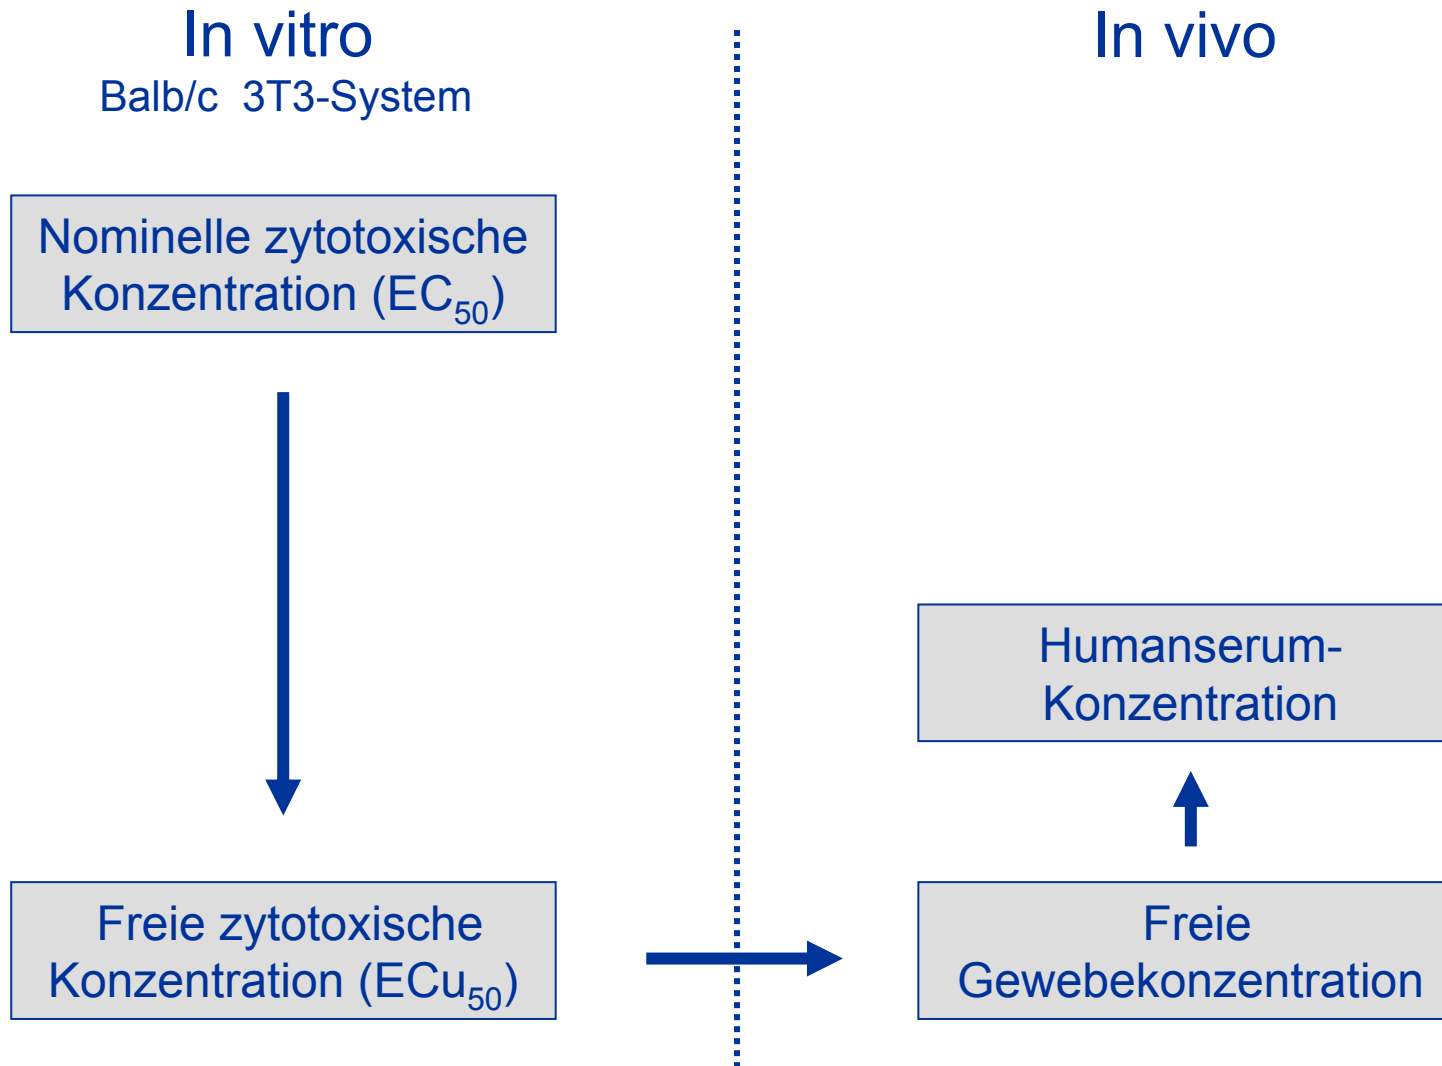 In vitro
Balb/c 3T3-System
Nominelle zytotoxische
Konzentration (EC50)
Freie zytotoxische
Konzentration (ECu50)
In vivo
Humanserum-
Konzentration
Freie
Gewebekonzentration